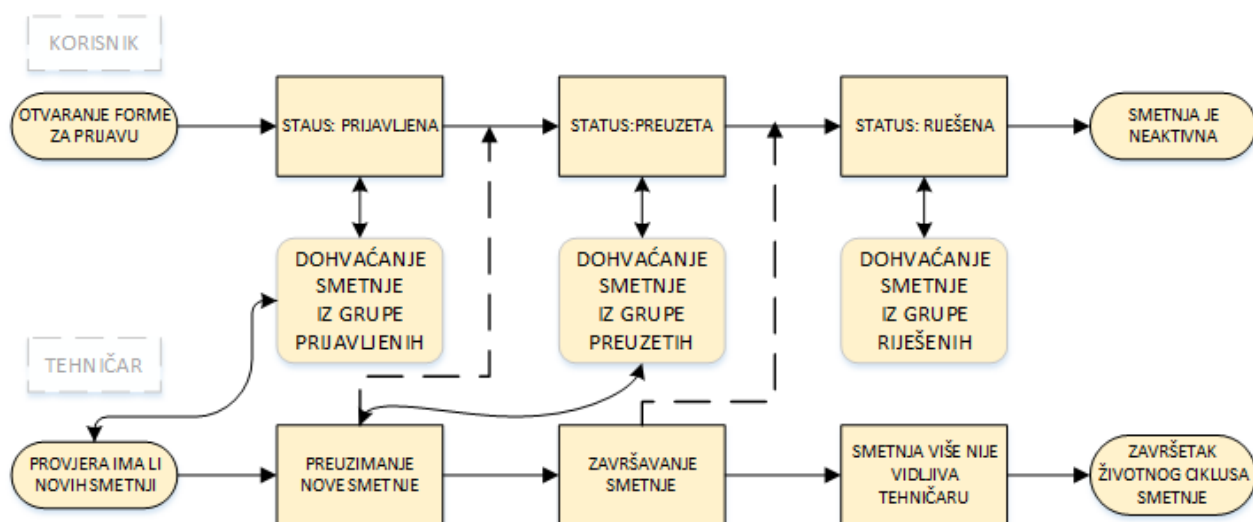 KORISNIK
OTVARANJE FORME
ZA PRIJAVU
STAUS: PRIJAVLJENA
STATUS:PREUZETA
STATUS: RIJEŠENA
SMETNJA JE
NEAKTIVNA
DOHVAĆANJE
SMETNJE
IZ GRUPE
PRIJAVLJENIH
DOHVAĆANJE
SMETNJE
IZ GRUPE
PREUZETIH
DOHVAĆANJE
SMETNJE
IZ GRUPE
RIJEŠENIH
TEHNIČAR
PROVJERA IMA LI
NOVIH SMETNJI
PREUZIMANJE
NOVE SMETNJE
ZAVRŠAVANJE
SMETNJE
SMETNJA VIŠE NIJE
VIDLJIVA
TEHNIČARU
ZAVRŠETAK
ŽIVOTNOG CIKLUSA
SMETNJE